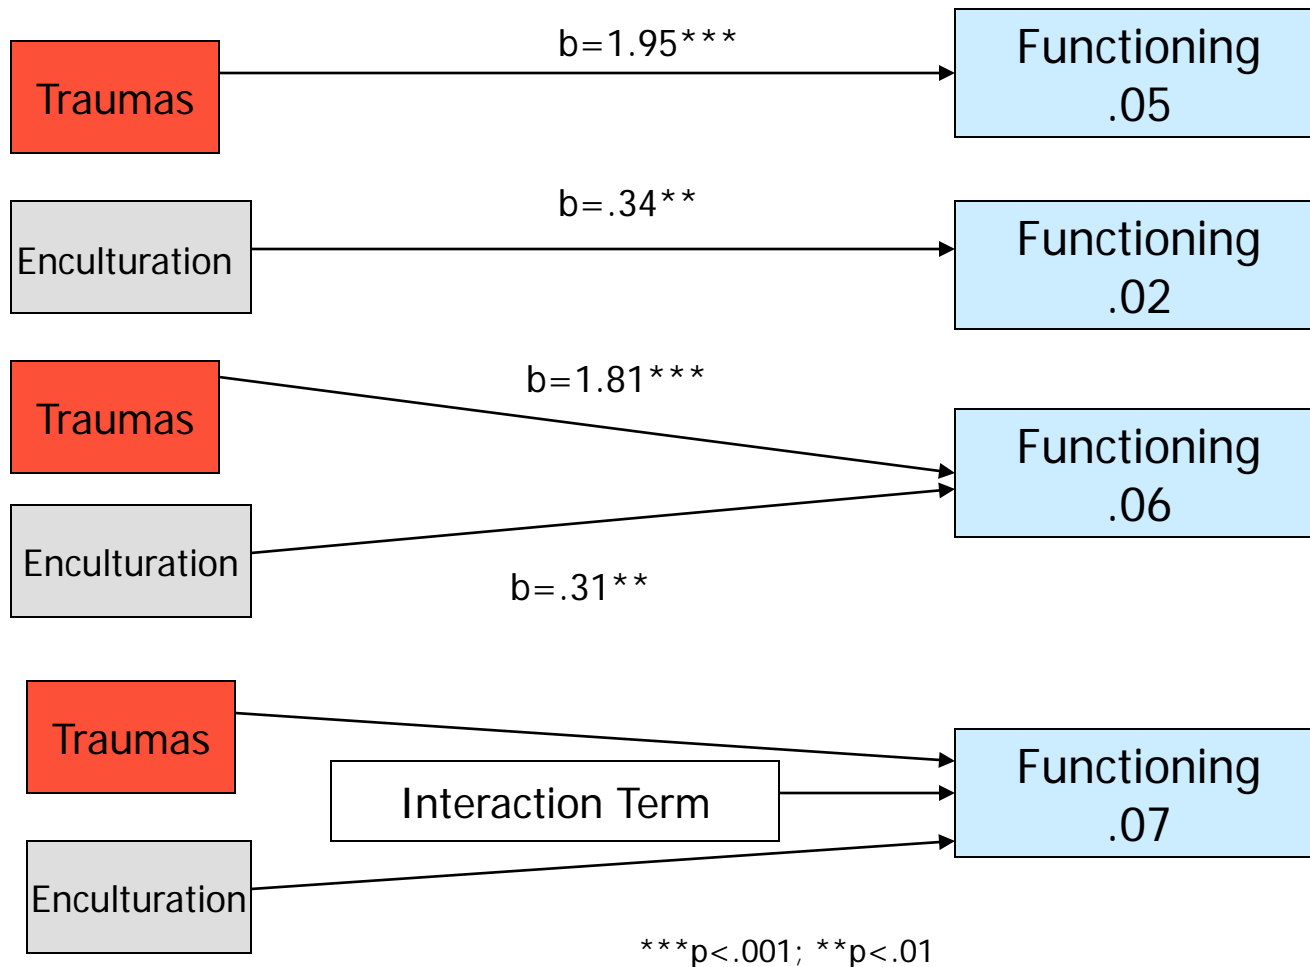 b=1.95***
Traumas
Functioning
.05
b=.34**
Enculturation
Functioning
.02
Traumas
b=1.81***
Functioning
.06
Enculturation
b=.31**
Traumas
Interaction Term
Functioning
.07
Enculturation
***p<.001; **p<.01